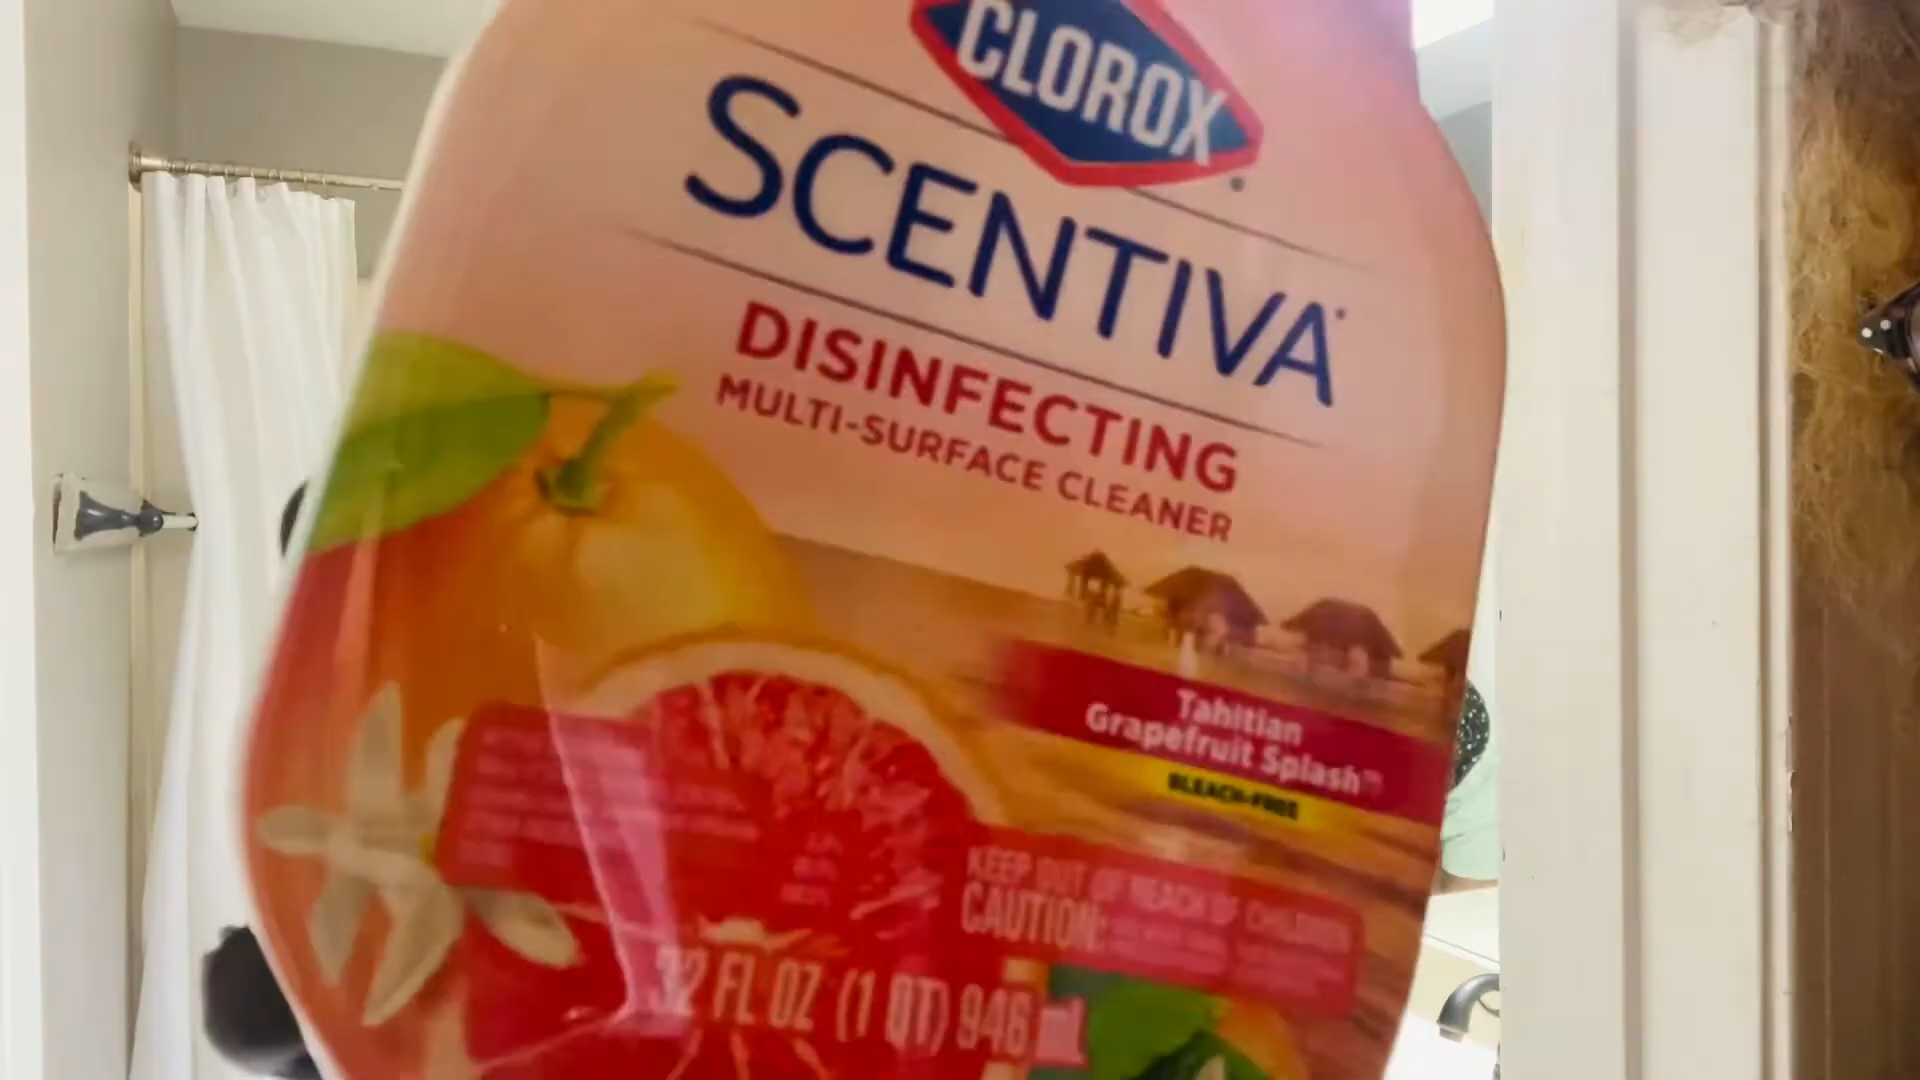 CLOROX
SCENTIVA
DISINFECTING
MULTI-SURFACE CLEANER
Tahitian
Grapefruit Splash™
BLEACH-FREE
KEEP OUT OF REACH OF CHILDREN
CAUTION:
32 FL OZ (1 QT) 946 mL